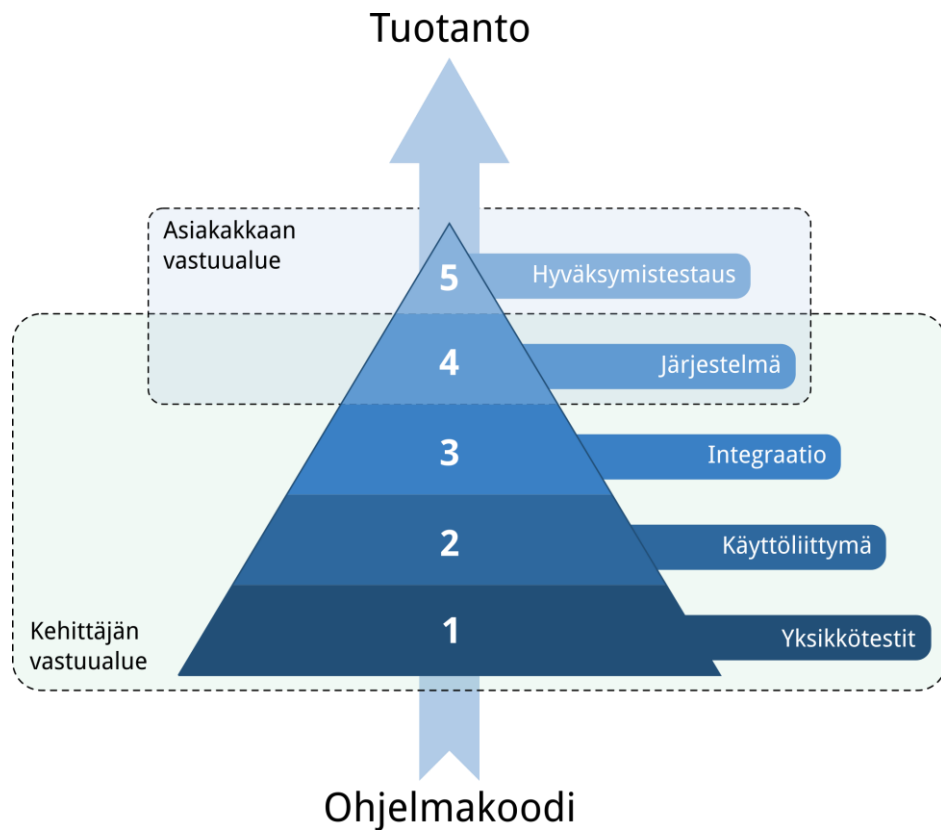 Tuotanto
Asiakakkaan
vastuualue
5
Hyväksymistestaus
4
Järjestelmä
3
Integraatio
2
Käyttöliittymä
Kehittäjän
vastuualue
1
Yksikkötestit
Ohjelmakoodi